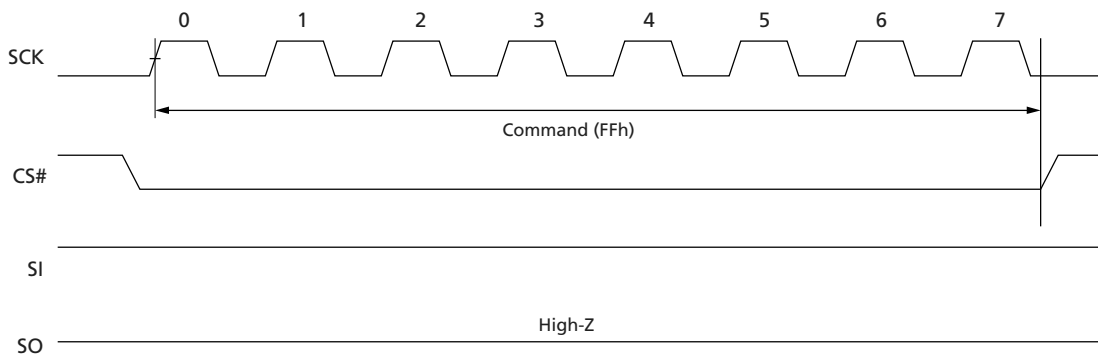 0 1 2 3 4 5 6 7
SCK
Command (FFh)
CS#
SI
High-Z
SO